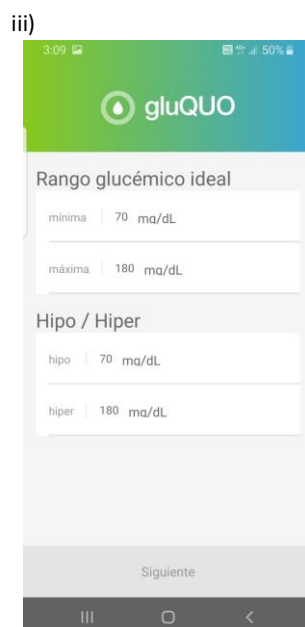 iii)
3:09 50%
gluQUO
Rango glucémico ideal
mínima 70 mg/dL
máxima 180 mg/dL
Hipo / Hiper
hipo 70 mg/dL
hiper 180 mg/dL
Siguiente